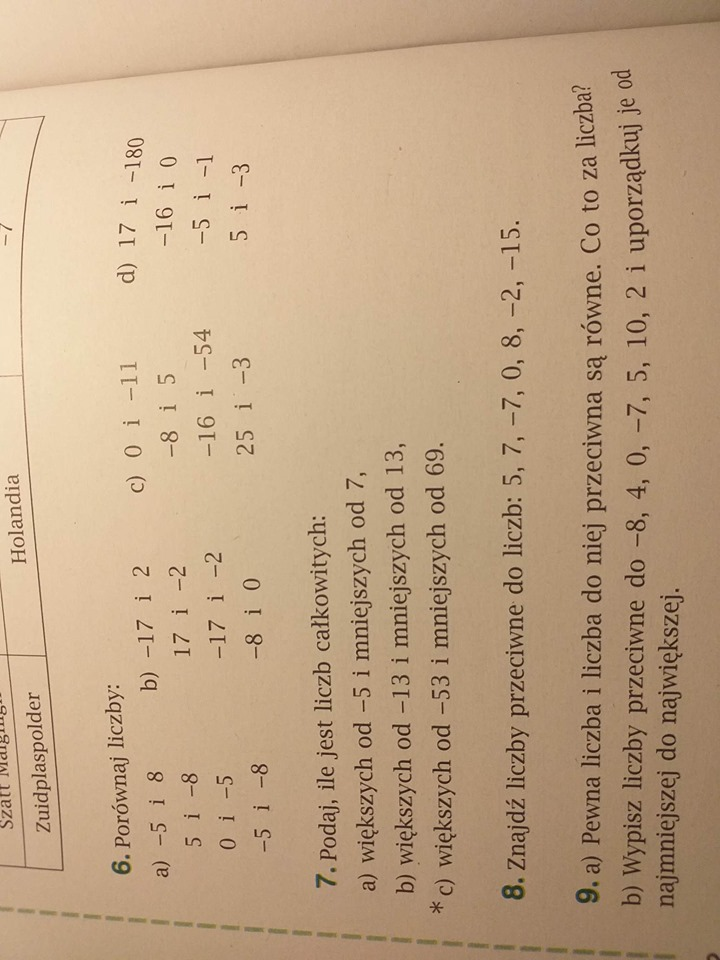 −7
Holandia
Zuidplaspolder
6. Porównaj liczby:
a) −5 i 8 b) −17 i 2 c) 0 i −11 d) 17 i −180
5 i −8 17 i −2 −8 i 5 −16 i 0
0 i −5 −17 i −2 −16 i −54 −5 i −1
−5 i −8 −8 i 0 25 i −3 5 i −3
7. Podaj, ile jest liczb całkowitych:
a) większych od −5 i mniejszych od 7,
b) większych od −13 i mniejszych od 13,
* c) większych od −53 i mniejszych od 69.
8. Znajdź liczby przeciwne do liczb: 5, 7, −7, 0, 8, −2, −15.
9. a) Pewna liczba i liczba do niej przeciwna są równe. Co to za liczba?
b) Wypisz liczby przeciwne do −8, 4, 0, −7, 5, 10, 2 i uporządkuj je od
najmniejszej do największej.